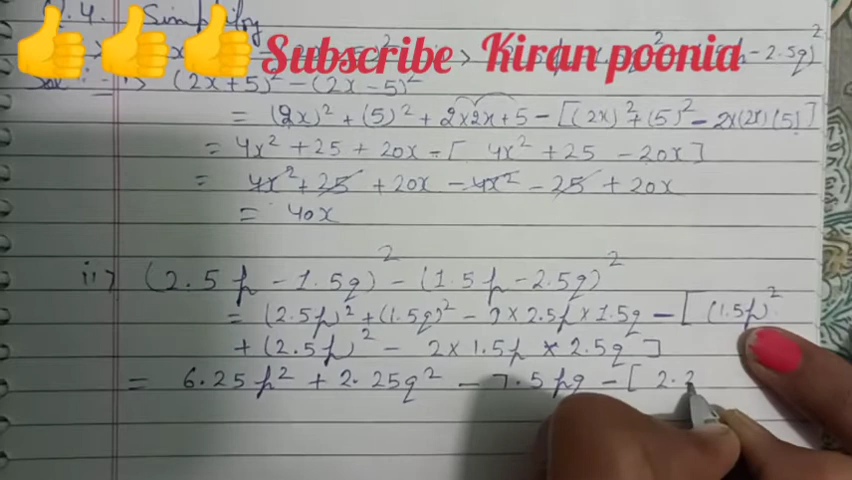 Q.4. Simplify
Subscribe Kiran poonia
- 2.5q)²
Sol:- i> (2x+5)² - (2x-5)²
= (2x)² + (5)² + 2×2x+5 - [(2x)² + (5)² - 2×(2x)(5)]
= 4x² + 25 + 20x - [ 4x² + 25 - 20x ]
= 4x² + 25 + 20x - 4x² - 25 + 20x
= 40x
ii> (2.5p - 1.5q)² - (1.5p - 2.5q)²
= (2.5p)² + (1.5q)² - 2 × 2.5p × 1.5q - [ (1.5p)²
+ (2.5p)² - 2 × 1.5p × 2.5q ]
= 6.25p² + 2.25q² - 7.5pq - [ 2.2